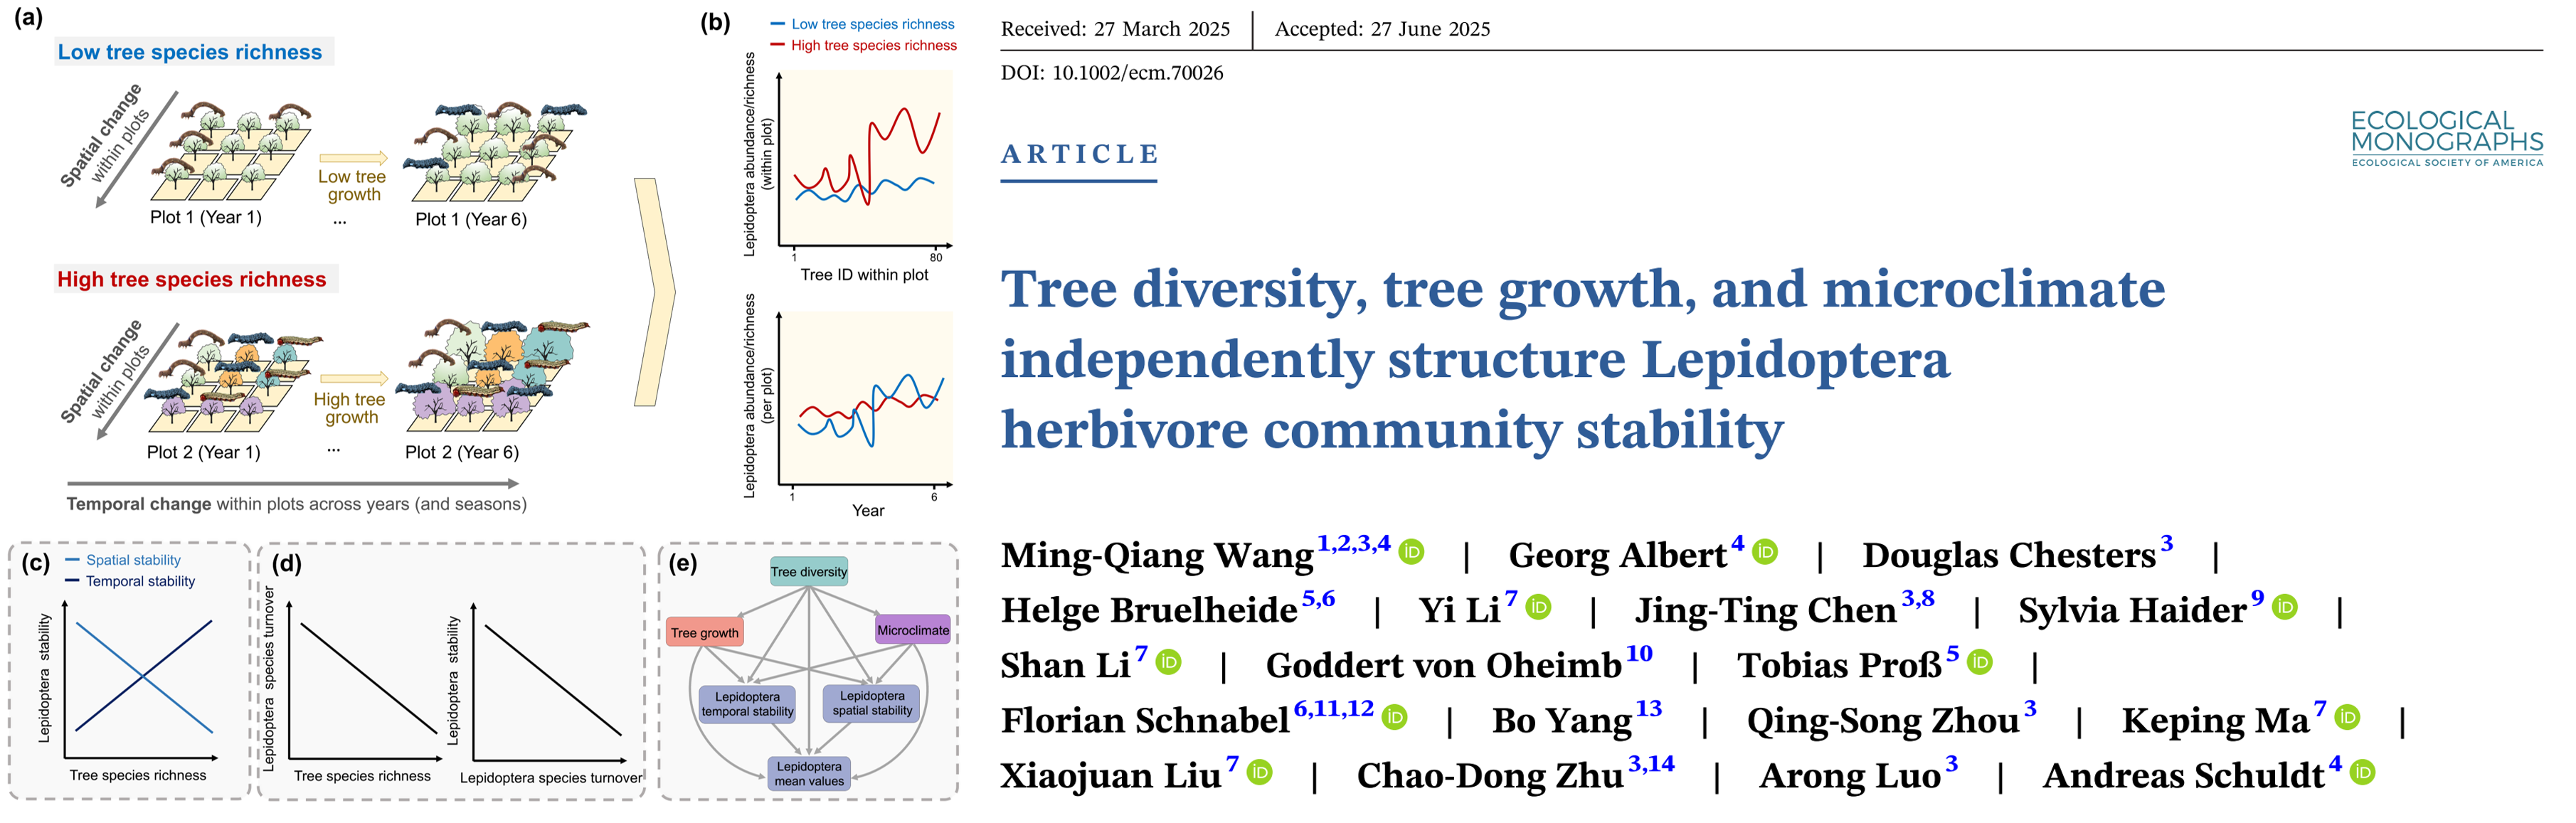 (a)
Low tree species richness
Spatial change
within plots
Low tree
growth
...
Plot 1 (Year 1)
Plot 1 (Year 6)
High tree species richness
Spatial change
within plots
High tree
growth
...
Plot 2 (Year 1)
Plot 2 (Year 6)
Temporal change within plots across years (and seasons)
(b)
Low tree species richness
High tree species richness
Lepidoptera abundance/richness
(within plot)
1
80
Tree ID within plot
Lepidoptera abundance/richness
(per plot)
1
6
Year
(c)
Spatial stability
Temporal stability
Lepidoptera stability
Tree species richness
(d)
Lepidoptera species turnover
Tree species richness
Lepidoptera stability
Lepidoptera species turnover
(e)
Tree diversity
Tree growth
Microclimate
Lepidoptera
temporal stability
Lepidoptera
spatial stability
Lepidoptera
mean values
Received: 27 March 2025 | Accepted: 27 June 2025
DOI: 10.1002/ecm.70026
ECOLOGICAL
MONOGRAPHS
ECOLOGICAL SOCIETY OF AMERICA
ARTICLE
Tree diversity, tree growth, and microclimate
independently structure Lepidoptera
herbivore community stability
Ming-Qiang Wang 1,2,3,4 iD | Georg Albert 4 iD | Douglas Chesters 3 |
Helge Bruelheide 5,6 | Yi Li 7 iD | Jing-Ting Chen 3,8 | Sylvia Haider 9 iD |
Shan Li 7 iD | Goddert von Oheimb 10 | Tobias Proß 5 iD |
Florian Schnabel 6,11,12 iD | Bo Yang 13 | Qing-Song Zhou 3 | Keping Ma 7 iD |
Xiaojuan Liu 7 iD | Chao-Dong Zhu 3,14 | Arong Luo 3 | Andreas Schuldt 4 iD